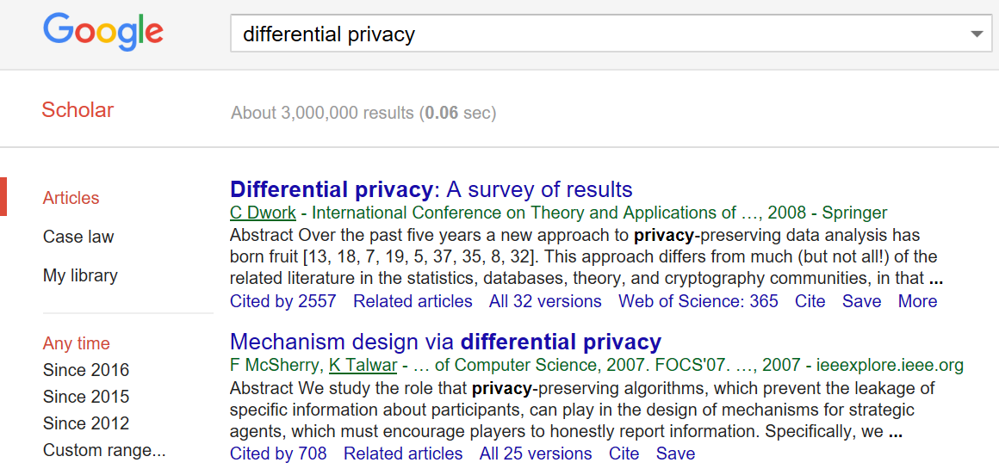 Google
differential privacy
Scholar
About 3,000,000 results (0.06 sec)
Articles
Case law
My library
Any time
Since 2016
Since 2015
Since 2012
Custom range...
Differential privacy: A survey of results
C Dwork - International Conference on Theory and Applications of …, 2008 - Springer
Abstract Over the past five years a new approach to privacy-preserving data analysis has
born fruit [13, 18, 7, 19, 5, 37, 35, 8, 32]. This approach differs from much (but not all!) of the
related literature in the statistics, databases, theory, and cryptography communities, in that ...
Cited by 2557 Related articles All 32 versions Web of Science: 365 Cite Save More
Mechanism design via differential privacy
F McSherry, K Talwar - … of Computer Science, 2007. FOCS'07. …, 2007 - ieeexplore.ieee.org
Abstract We study the role that privacy-preserving algorithms, which prevent the leakage of
specific information about participants, can play in the design of mechanisms for strategic
agents, which must encourage players to honestly report information. Specifically, we ...
Cited by 708 Related articles All 25 versions Cite Save